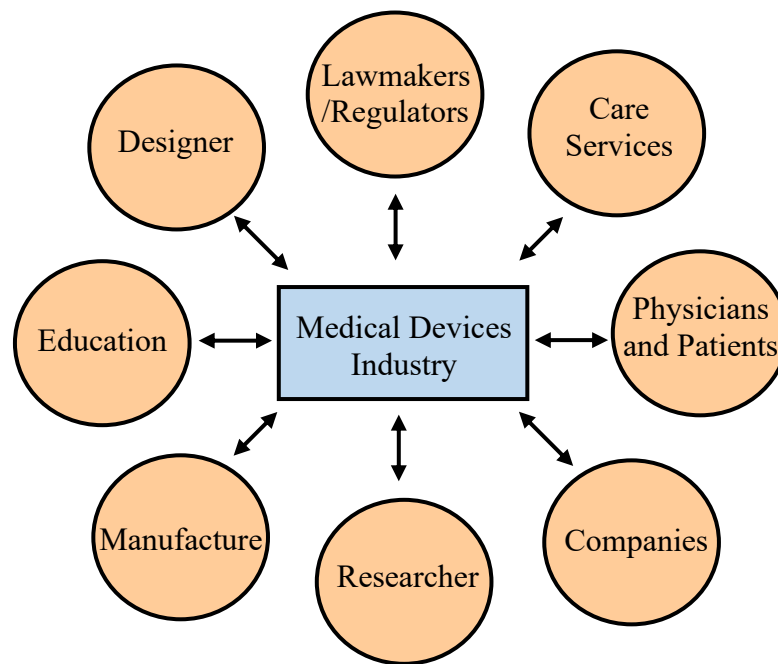 Lawmakers
/Regulators
Care
Services
Designer
Physicians
and Patients
Medical Devices
Industry
Education
Manufacture
Companies
Researcher